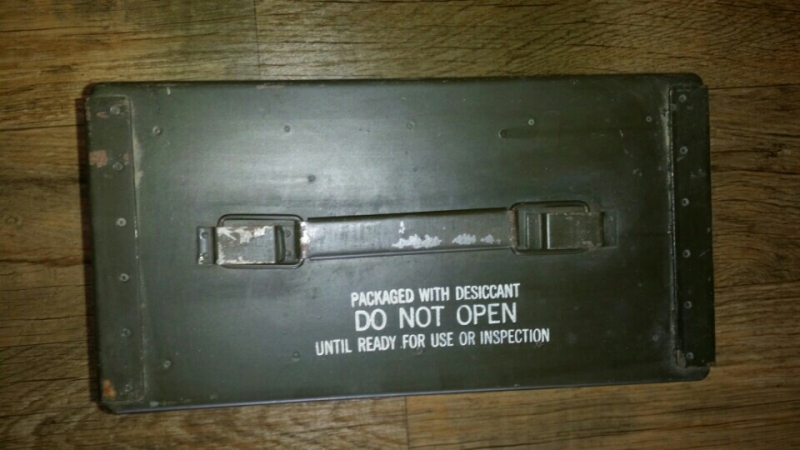 PACKAGED WITH DESICCANT
DO NOT OPEN
UNTIL READY FOR USE OR INSPECTION